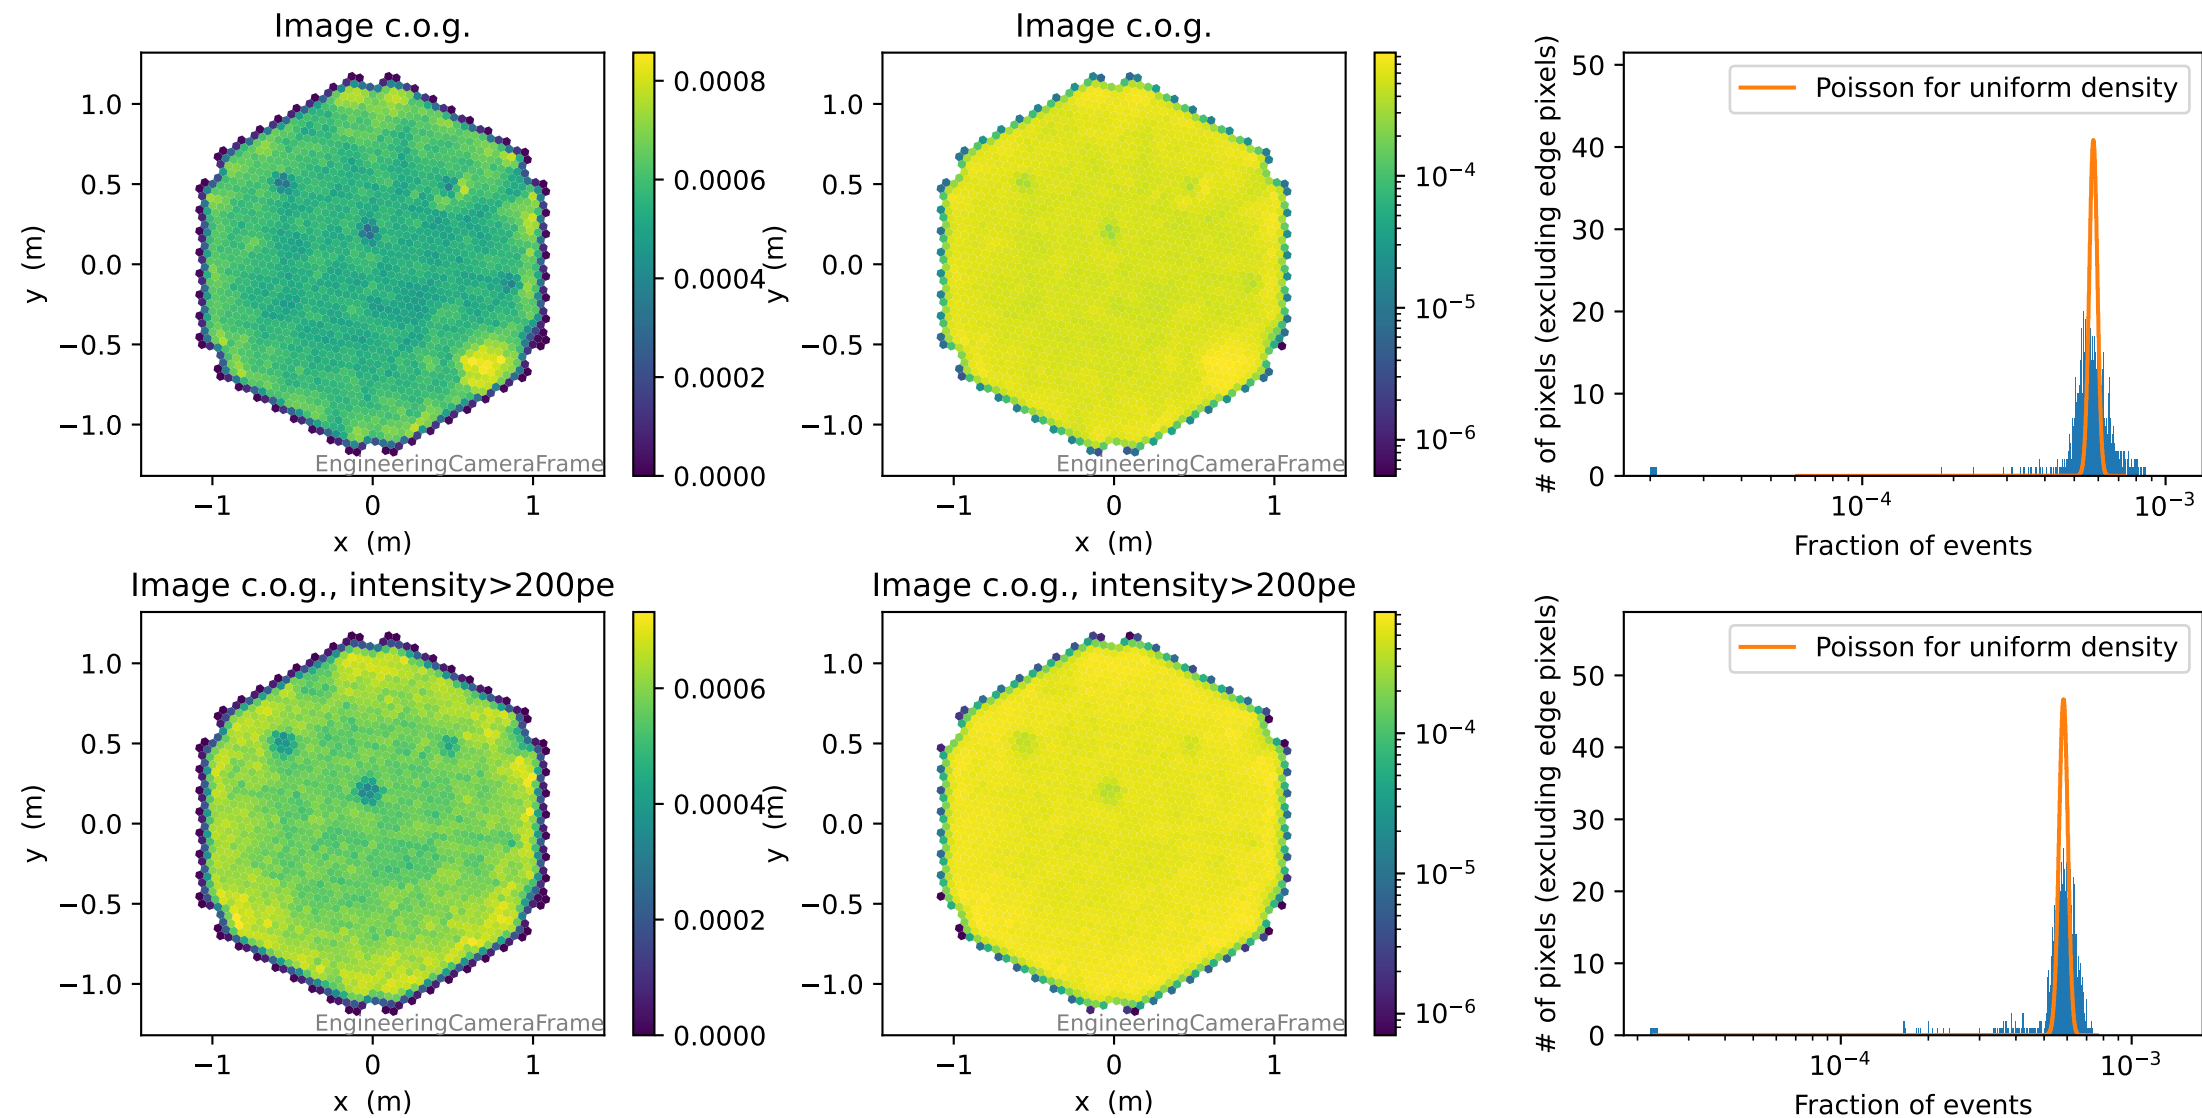 Image c.o.g.
1.0
0.5
0.0
−0.5
−1.0
y (m)
−1
0
1
x (m)
EngineeringCameraFrame
0.0008
0.0006
0.0004
0.0002
0.0000
Image c.o.g.
1.0
0.5
0.0
−0.5
−1.0
y (m)
−1
0
1
x (m)
EngineeringCameraFrame
10⁻⁴
10⁻⁵
10⁻⁶
Poisson for uniform density
50
40
30
20
10
0
# of pixels (excluding edge pixels)
10⁻⁴
10⁻³
Fraction of events
Image c.o.g., intensity>200pe
1.0
0.5
0.0
−0.5
−1.0
y (m)
−1
0
1
x (m)
EngineeringCameraFrame
0.0006
0.0004
0.0002
0.0000
Image c.o.g., intensity>200pe
1.0
0.5
0.0
−0.5
−1.0
y (m)
−1
0
1
x (m)
EngineeringCameraFrame
10⁻⁴
10⁻⁵
10⁻⁶
Poisson for uniform density
50
40
30
20
10
0
# of pixels (excluding edge pixels)
10⁻⁴
10⁻³
Fraction of events